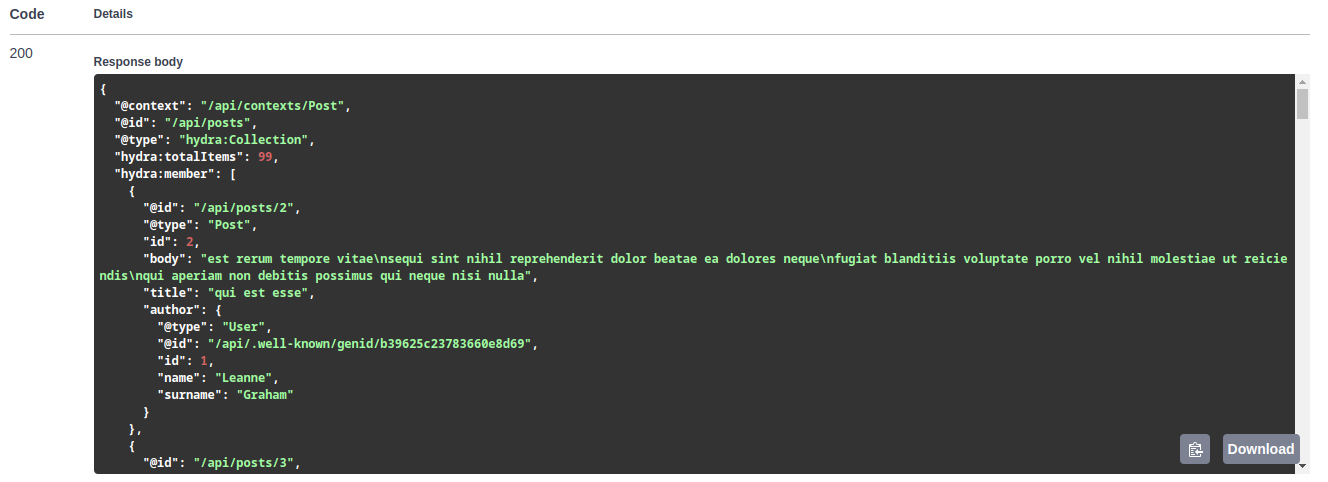 Code Details
200
Response body
{
"@context": "/api/contexts/Post",
"@id": "/api/posts",
"@type": "hydra:Collection",
"hydra:totalItems": 99,
"hydra:member": [
{
"@id": "/api/posts/2",
"@type": "Post",
"id": 2,
"body": "est rerum tempore vitae\nsequi sint nihil reprehenderit dolor beatae ea dolores neque\nfugiat blanditiis voluptate porro vel nihil molestiae ut reicie
ndis\nqui aperiam non debitis possimus qui neque nisi nulla",
"title": "qui est esse",
"author": {
"@type": "User",
"@id": "/api/.well-known/genid/b39625c23783660e8d69",
"id": 1,
"name": "Leanne",
"surname": "Graham"
}
},
{
"@id": "/api/posts/3",
Download